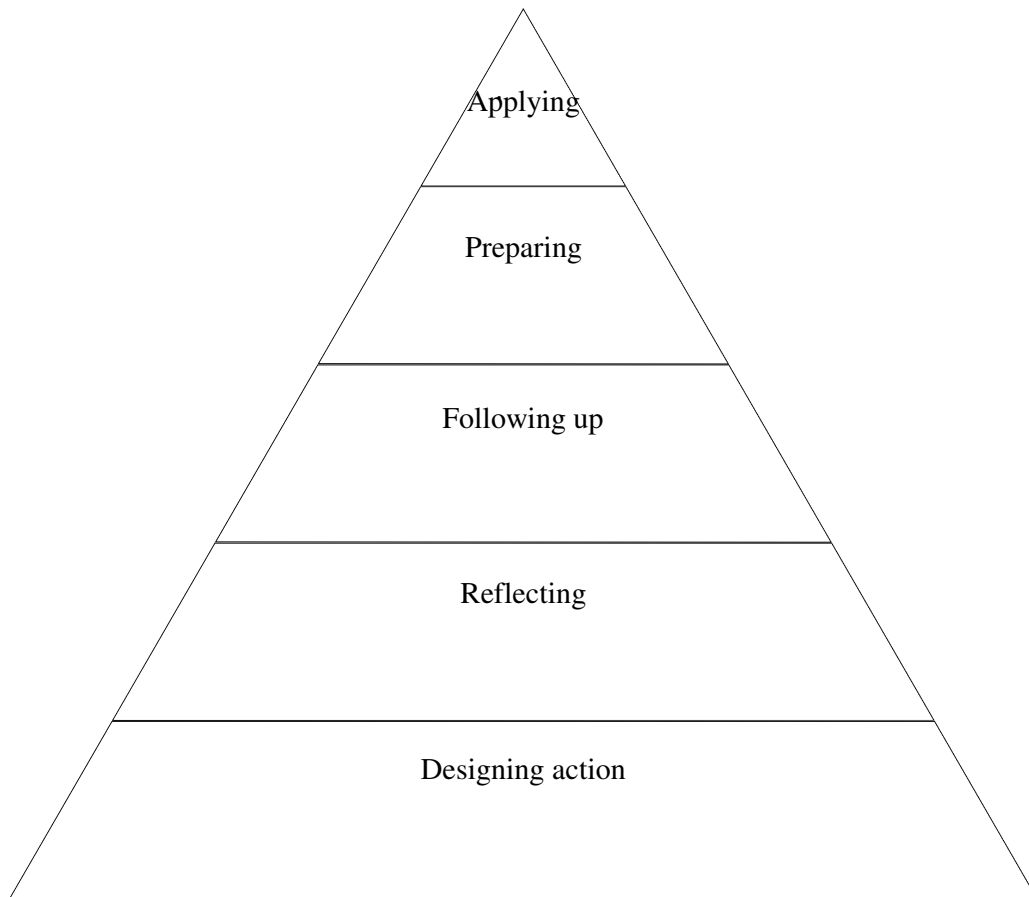 Applying
Preparing
Following up
Reflecting
Designing action